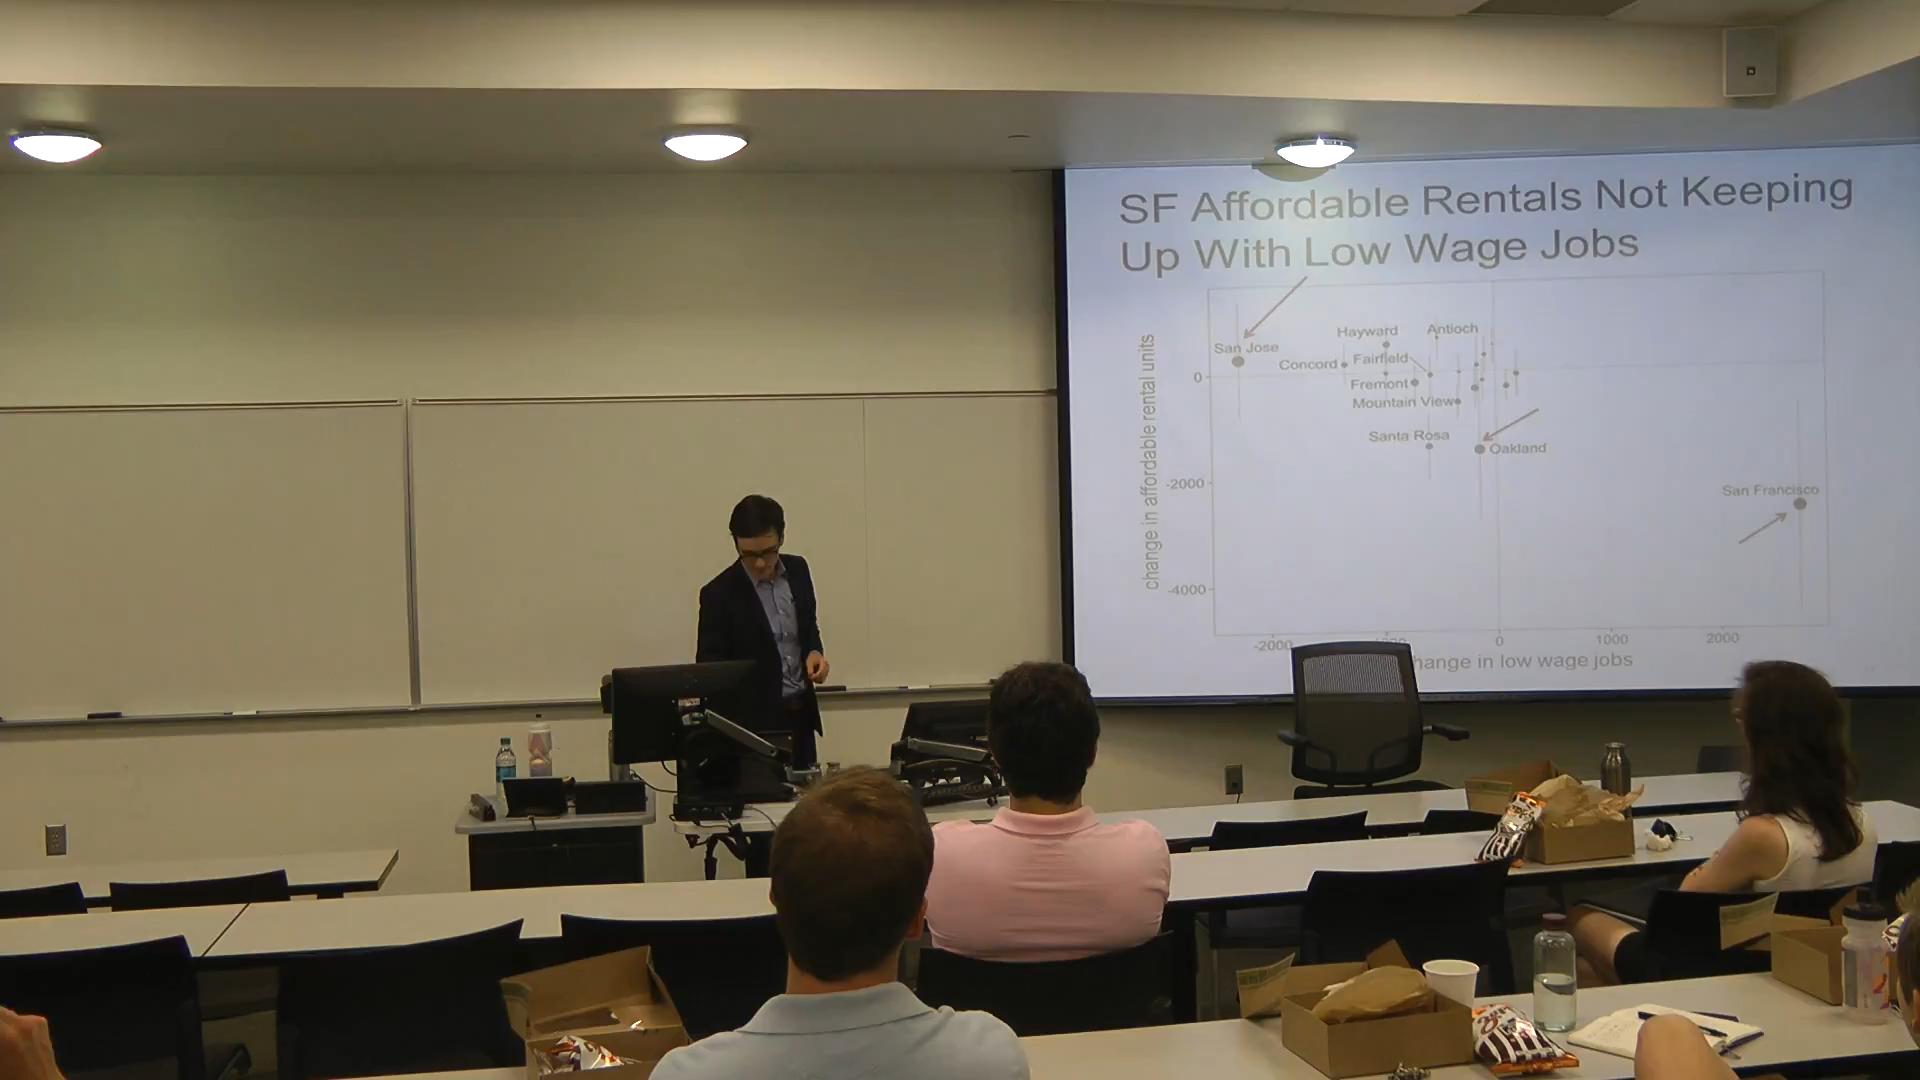 SF Affordable Rentals Not Keeping
Up With Low Wage Jobs
Hayward
Antioch
San Jose
Concord
Fairfield
Fremont
Mountain View
Santa Rosa
Oakland
San Francisco
change in affordable rental units
0
-2000
-4000
-2000
0
1000
2000
hange in low wage jobs